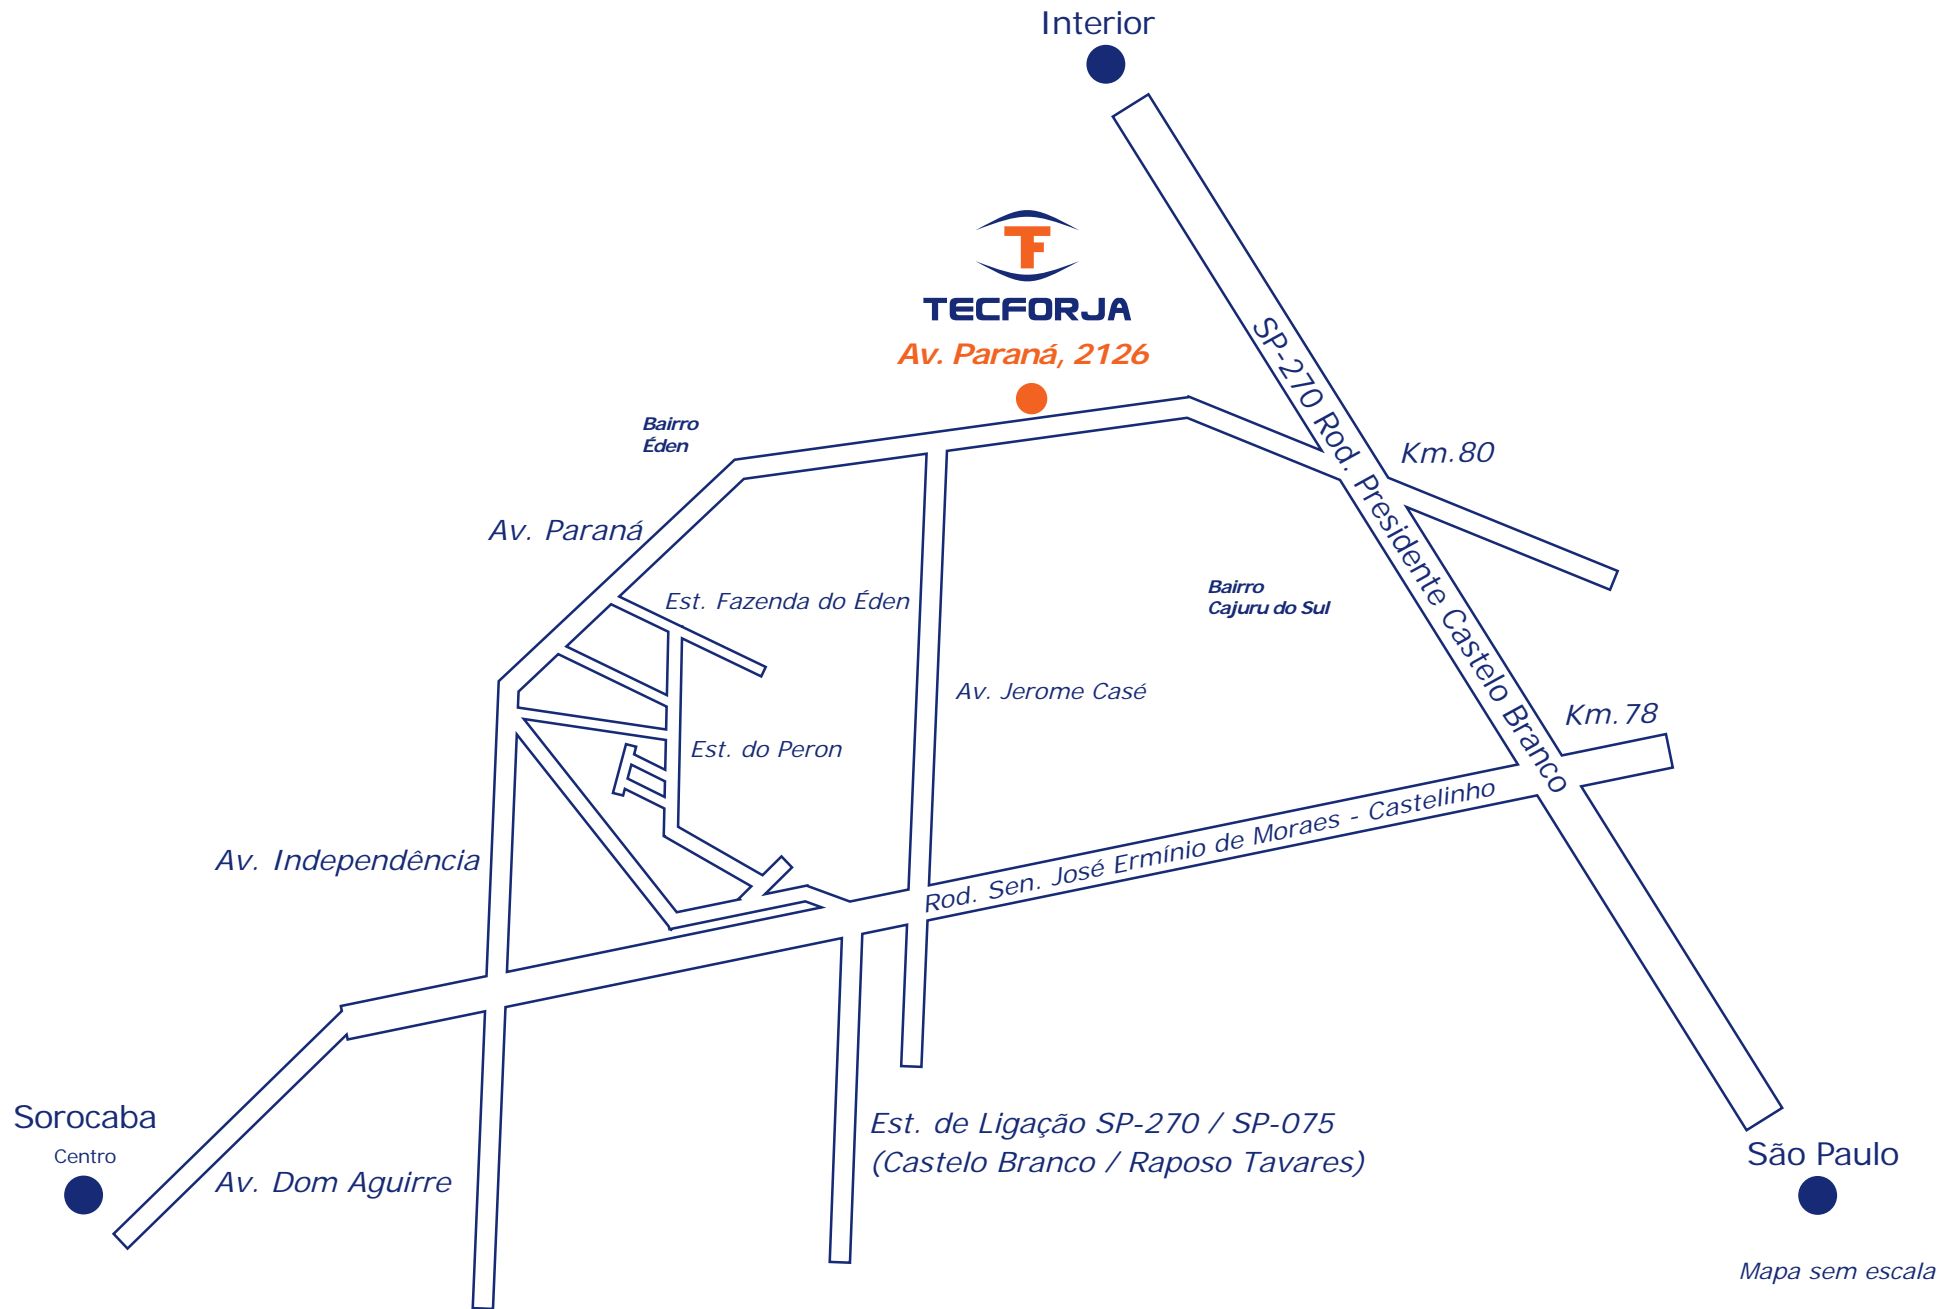 Interior
TF
TECFORJA
Av. Paraná, 2126
SP-270 Rod. Presidente Castelo Branco
Bairro
Éden
Km.80
Av. Paraná
Est. Fazenda do Éden
Bairro
Cajuru do Sul
Av. Jerome Casé
Km.78
Est. do Peron
Rod. Sen. José Ermínio de Moraes - Castelinho
Av. Independência
Sorocaba
Centro
Est. de Ligação SP-270 / SP-075
(Castelo Branco / Raposo Tavares)
São Paulo
Av. Dom Aguirre
Mapa sem escala